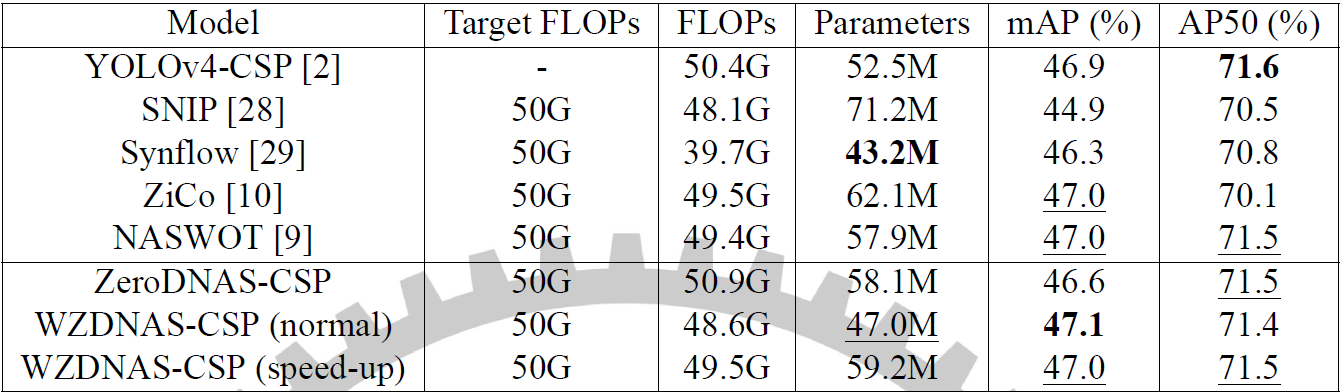 Model Target FLOPs FLOPs Parameters mAP (%) AP50 (%)
YOLOv4-CSP [2] - 50.4G 52.5M 46.9 71.6
SNIP [28] 50G 48.1G 71.2M 44.9 70.5
Synflow [29] 50G 39.7G 43.2M 46.3 70.8
ZiCo [10] 50G 49.5G 62.1M 47.0 70.1
NASWOT [9] 50G 49.4G 57.9M 47.0 71.5
ZeroDNAS-CSP 50G 50.9G 58.1M 46.6 71.5
WZDNAS-CSP (normal) 50G 48.6G 47.0M 47.1 71.4
WZDNAS-CSP (speed-up) 50G 49.5G 59.2M 47.0 71.5